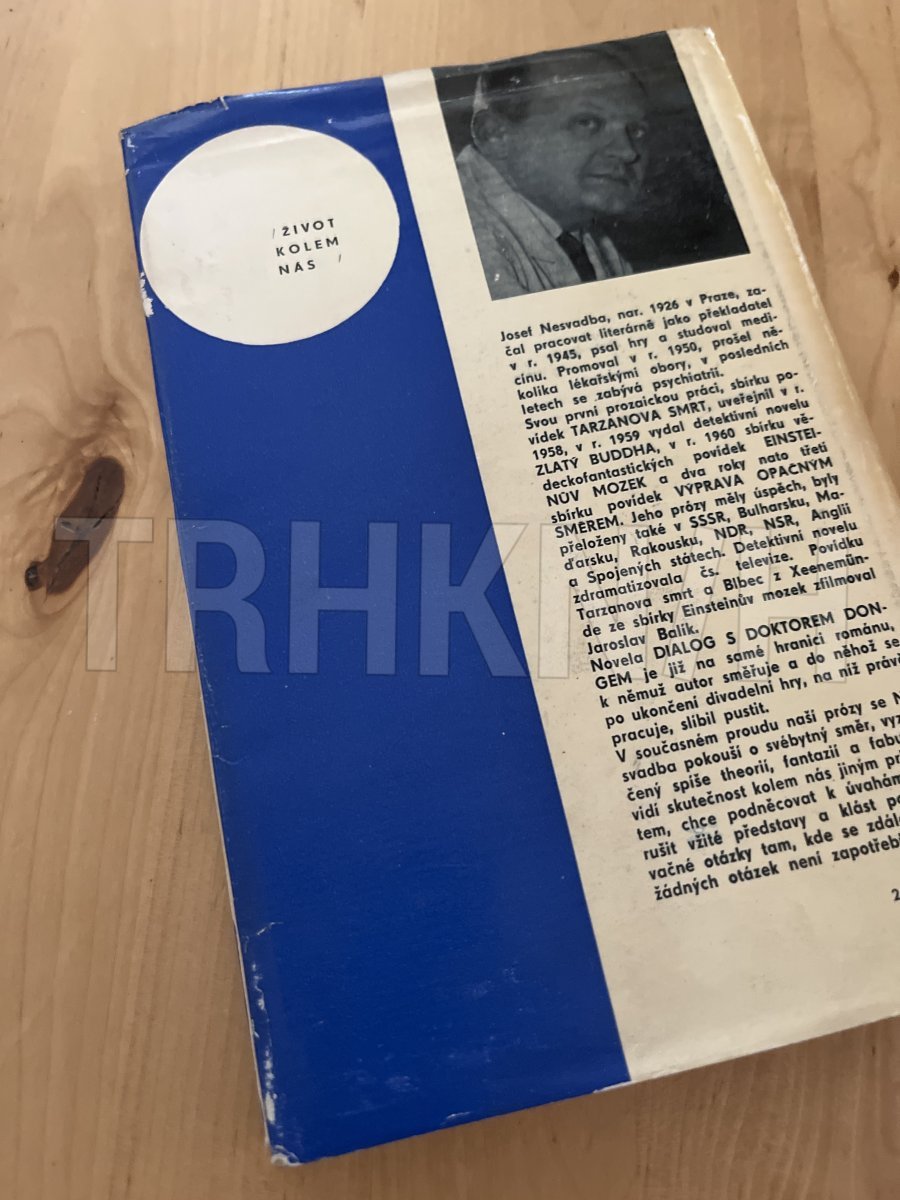 /ŽIVOT
KOLEM
NÁS /
Josef Nesvadba, nar. 1926 v Praze, za-
čal pracovat literárně jako překladatel
v r. 1945, psal hry a studoval medi-
cínu. Promoval v r. 1950, prošel ně-
kolika lékařskými obory, v posledních
letech se zabývá psychiatrií.
Svou první prozaickou práci, sbírku po-
vídek TARZANOVA SMRT, uveřejnil v r.
1958, v r. 1959 vydal detektivní novelu
ZLATÝ BUDDHA, v r. 1960 sbírku vě-
deckofantastických povídek EINSTEI-
NŮV MOZEK a dva roky nato třetí
sbírku povídek VÝPRAVA OPAČNÝM
SMĚREM. Jeho prózy měly úspěch, byly
přeloženy také v SSSR, Bulharsku, Ma-
ďarsku, Rakousku, NDR, NSR, Anglii
a Spojených státech. Detektivní novelu
zdramatizovala čs. televize. Povídku
Tarzanova smrt a Blbec z Xeenemün-
de ze sbírky Einsteinův mozek zfilmoval
Jaroslav Balík.
Novela DIALOG S DOKTOREM DON-
GEM je již na samé hranici románu,
k němuž autor směřuje a do něhož se
po ukončení divadelní hry, na níž právě
pracuje, slíbil pustit.
V současném proudu naší prózy se N
svadba pokouší o svébytný směr, vyz
čený spíše theorií, fantazií a fabu
vidí skutečnost kolem nás jiným pr
tem, chce podněcovat k úvahám
rušit vžité představy a klást po
vačné otázky tam, kde se zdálo
žádných otázek není zapotřebí
2
TRHKNIH